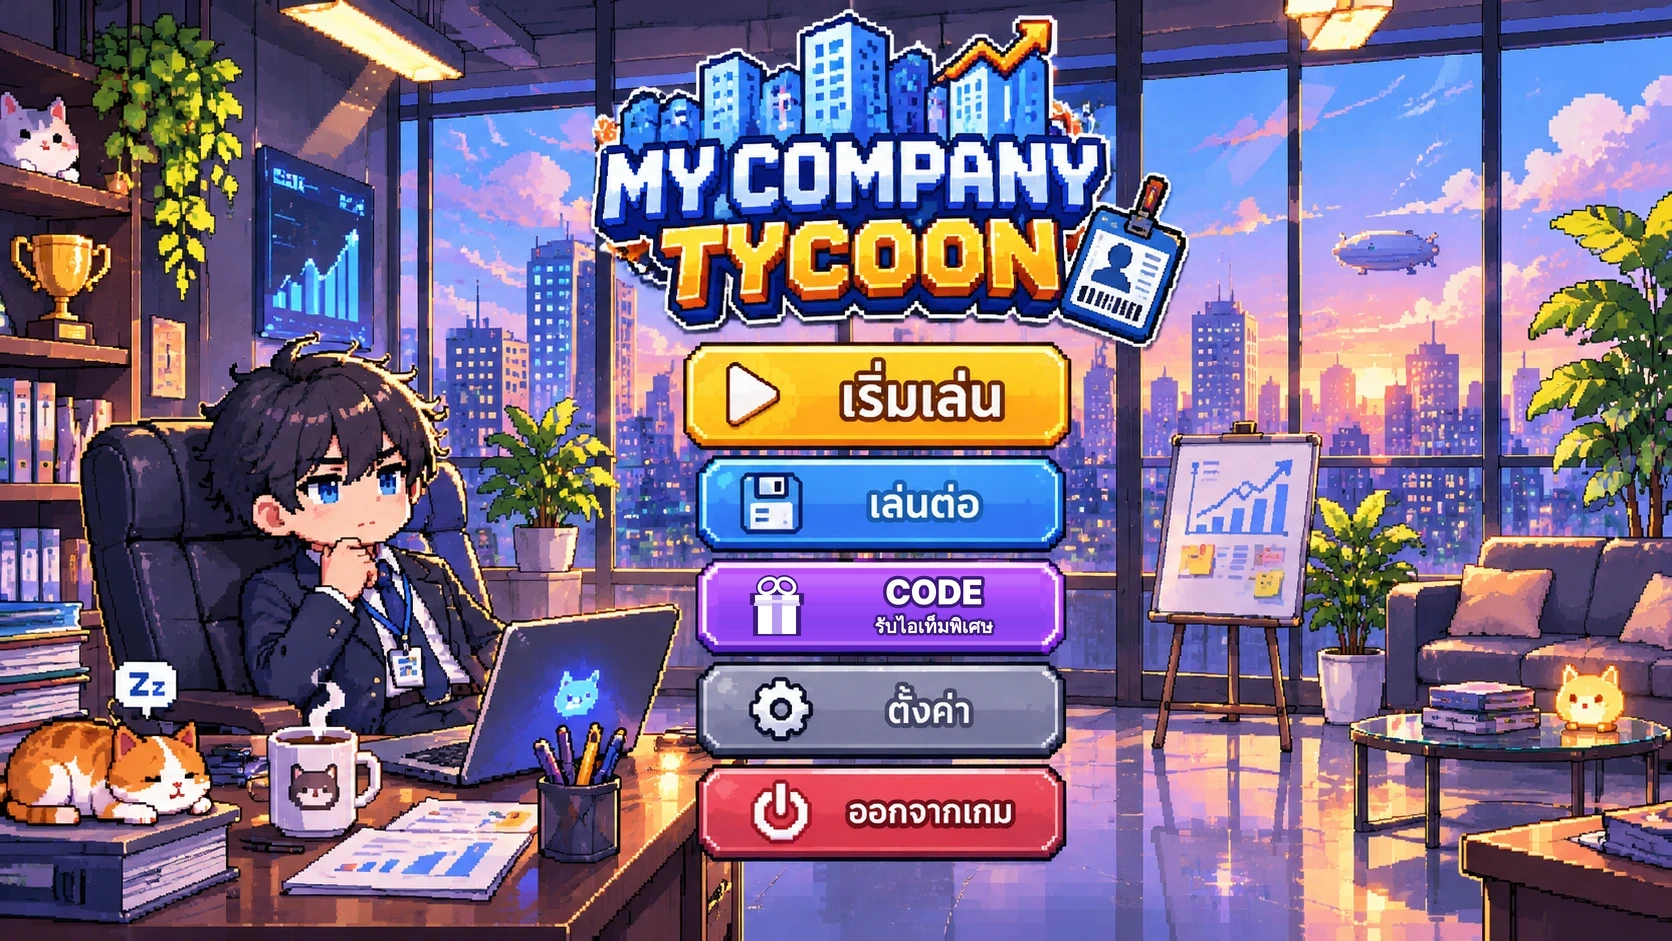 MY COMPANY
TYCOON
เริ่มเล่น
เล่นต่อ
CODE
รับไอเท็มพิเศษ
ตั้งค่า
ออกจากเกม
Zz